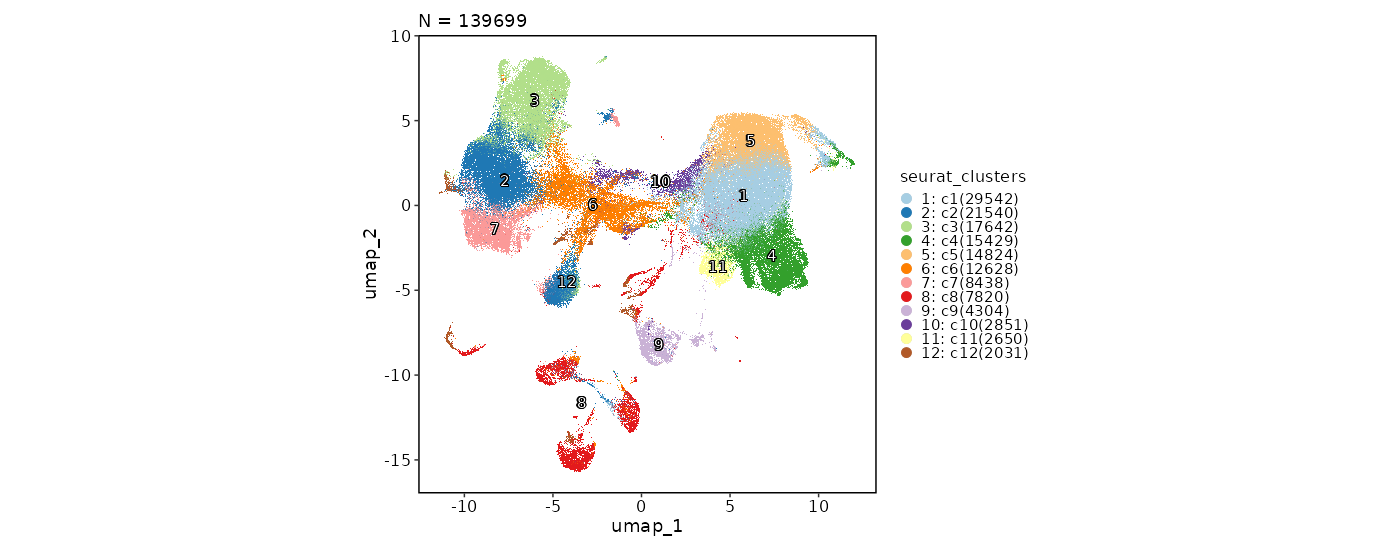 N = 139699
10
5
0
-5
-10
-15
umap_2
3
5
2
10
1
6
7
4
11
12
9
8
-10
-5
0
5
10
umap_1
seurat_clusters
1: c1(29542)
2: c2(21540)
3: c3(17642)
4: c4(15429)
5: c5(14824)
6: c6(12628)
7: c7(8438)
8: c8(7820)
9: c9(4304)
10: c10(2851)
11: c11(2650)
12: c12(2031)